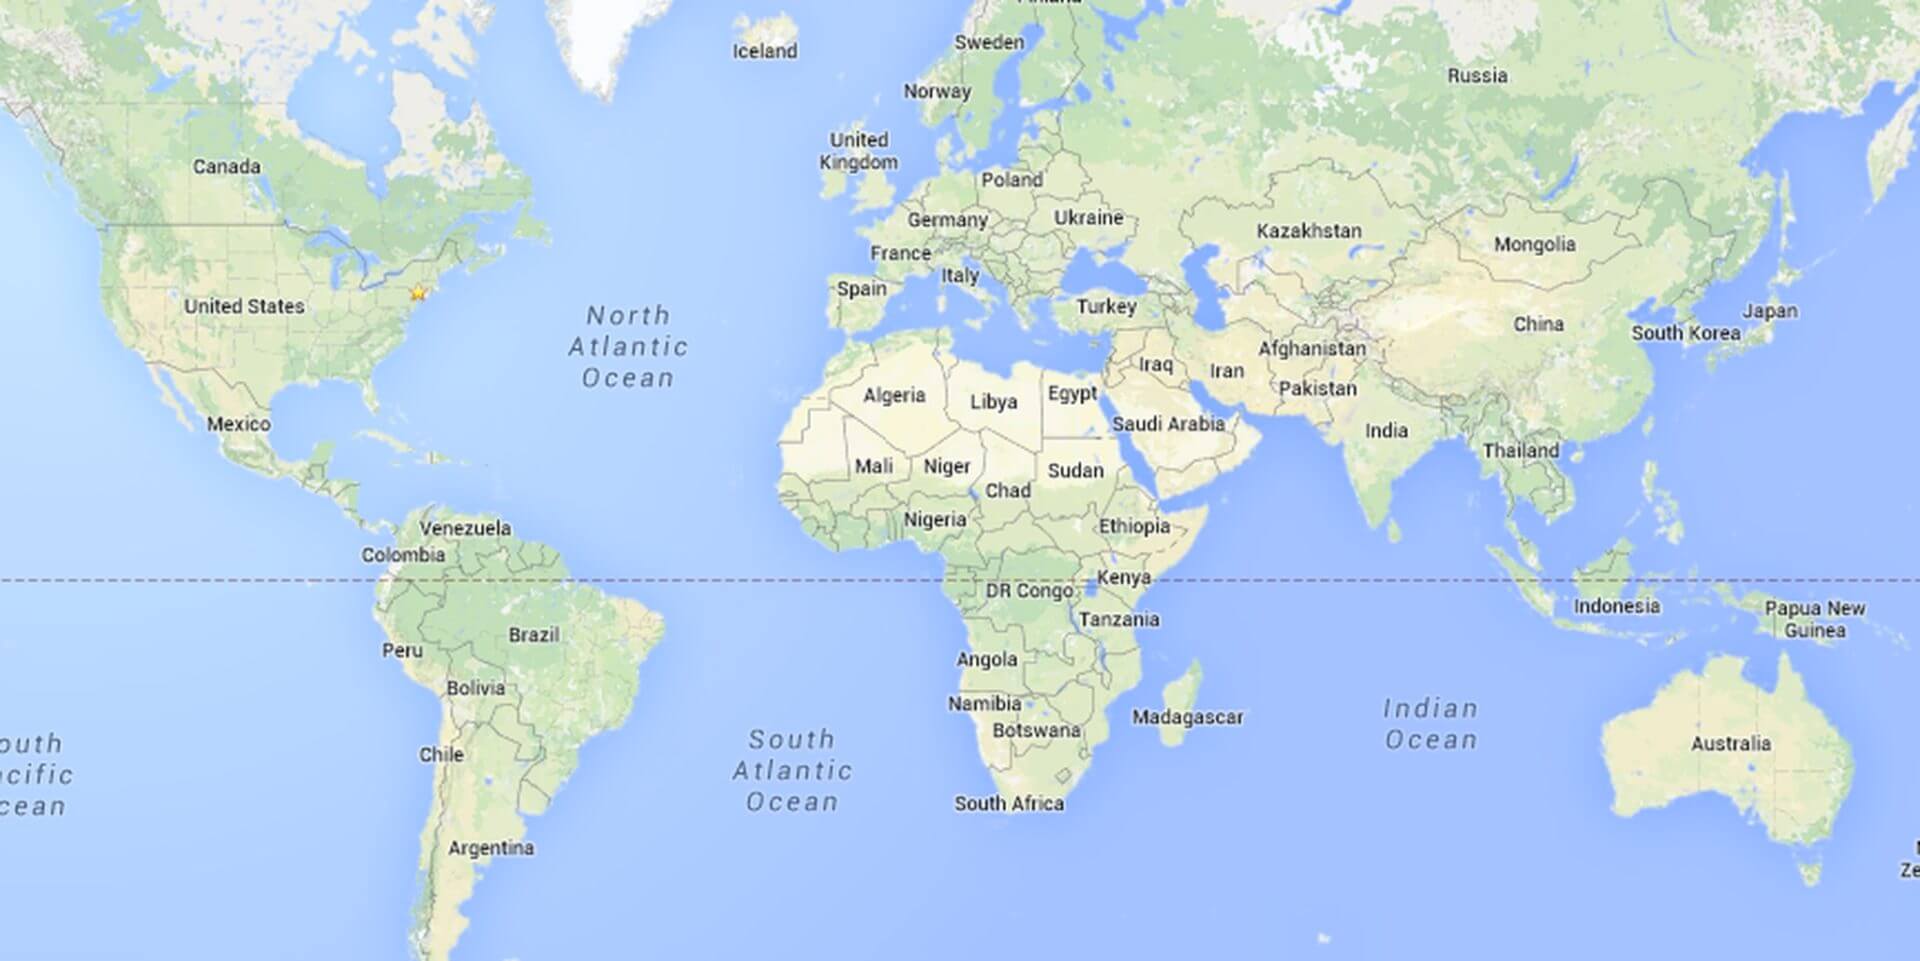 Finland
Iceland
Sweden
Russia
Norway
United
Kingdom
Canada
Poland
Germany
Ukraine
Kazakhstan
Mongolia
France
Italy
Spain
United States
Turkey
Japan
China
South Korea
North
Atlantic
Ocean
Afghanistan
Iraq
Iran
Pakistan
Algeria
Libya
Egypt
Mexico
Saudi Arabia
India
Thailand
Mali
Niger
Sudan
Chad
Nigeria
Ethiopia
Venezuela
Colombia
Kenya
DR Congo
Indonesia
Papua New
Guinea
Tanzania
Brazil
Peru
Angola
Bolivia
Namibia
Madagascar
Botswana
Indian
Ocean
South
Atlantic
Ocean
outh
cific
cean
Chile
Australia
South Africa
Argentina
Ze